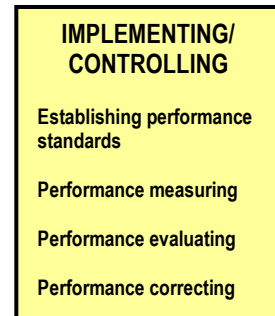 IMPLEMENTING/
CONTROLLING
Establishing performance
standards
Performance measuring
Performance evaluating
Performance correcting